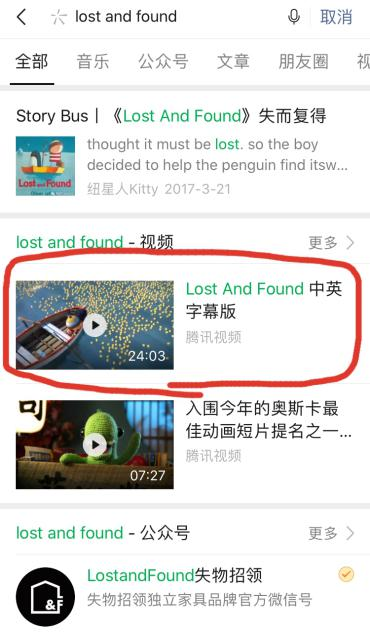 lost and found
取消
全部 音乐 公众号 文章 朋友圈 视
Story Bus丨《Lost And Found》失而复得
Lost and Found
thought it must be lost. so the boy
decided to help the penguin find itsw...
纽星人Kitty 2017-3-21
lost and found - 视频 更多
Lost And Found 中英
字幕版
腾讯视频
24:03
入围今年的奥斯卡最
佳动画短片提名之一...
腾讯视频
07:27
lost and found - 公众号 更多
&F
LostandFound失物招领
失物招领独立家具品牌官方微信号